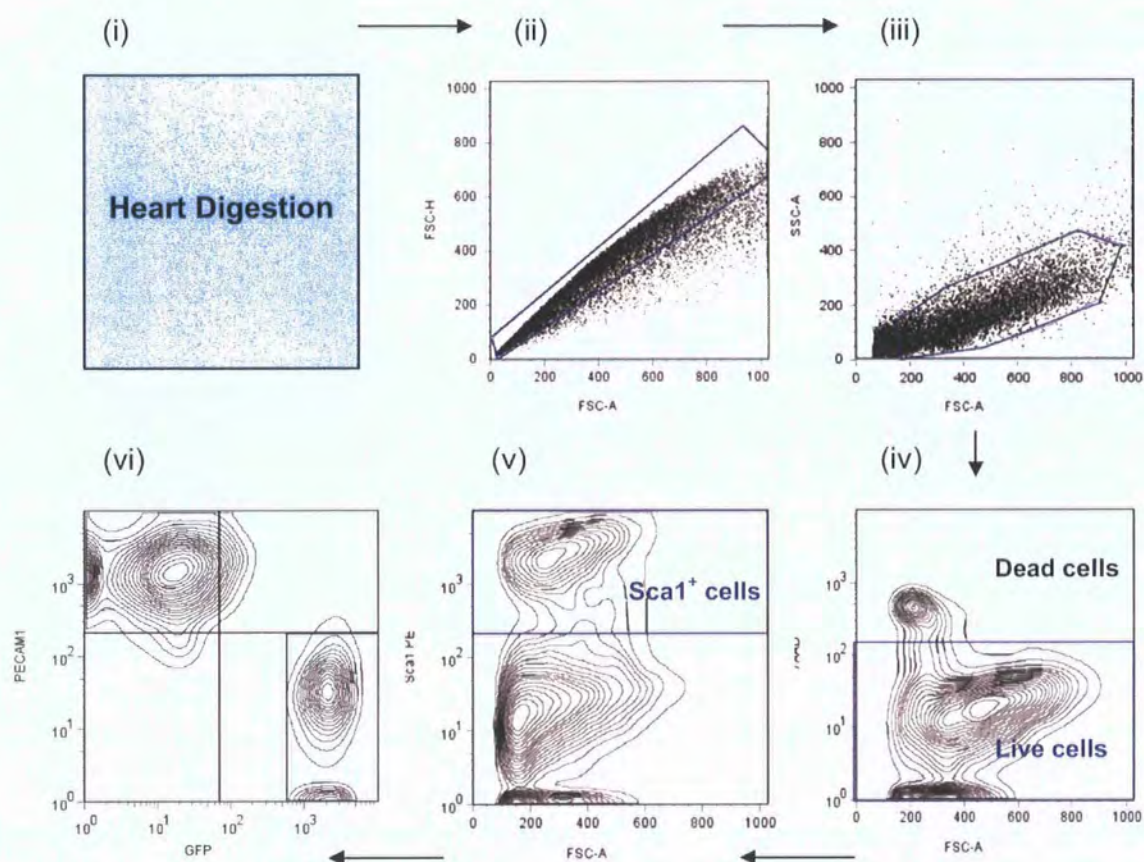 (i)
(ii)
(iii)
Heart Digestion
1000
800
600
400
200
0
FSC-H
0 200 400 600 800 100
FSC-A
1000
800
600
400
200
0
SSC-A
0 200 400 600 800 1000
FSC-A
(vi)
(v)
(iv)
10³
10²
10¹
10⁰
PECAM1
10⁰ 10¹ 10² 10³
GFP
Sca1⁺ cells
10³
10²
10¹
10⁰
Sca1 PE
0 200 400 600 800 1000
FSC-A
Dead cells
Live cells
10³
10²
10¹
10⁰
0 200 400 600 800 1000
FSC-A